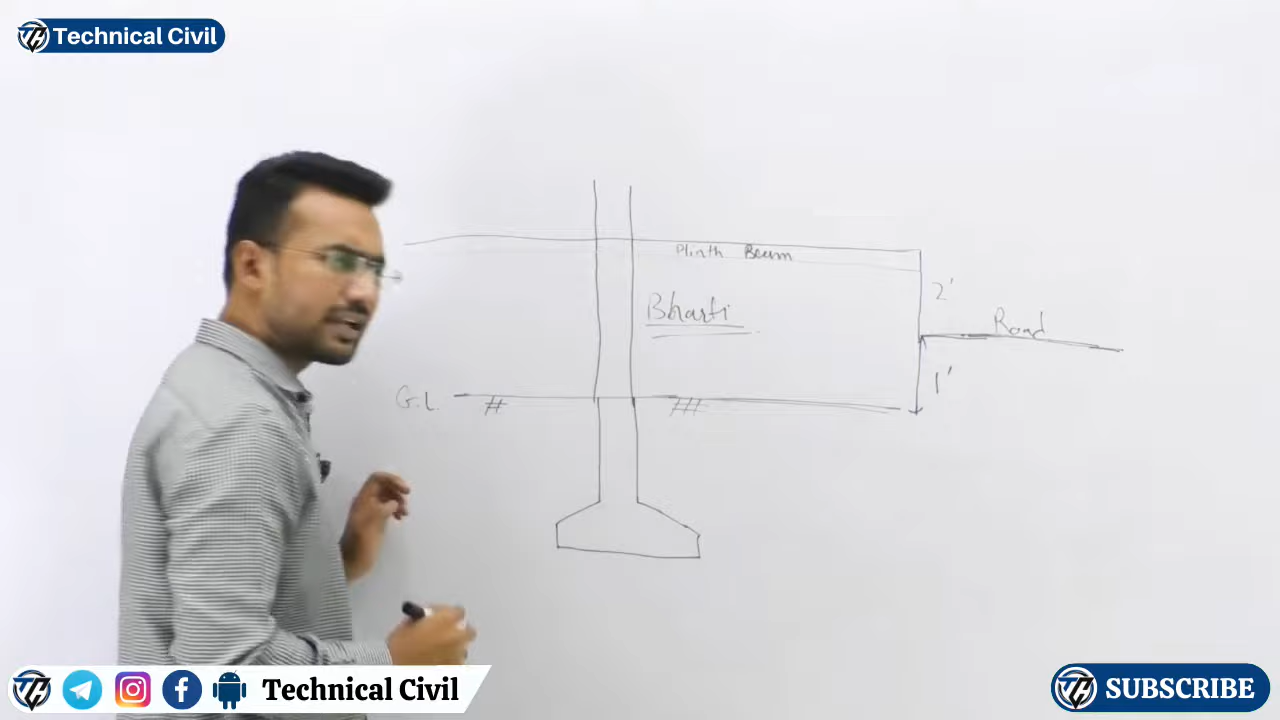 Technical Civil
Plinth Beam
2'
Bharti
Road
1'
G.L.
Technical Civil
SUBSCRIBE